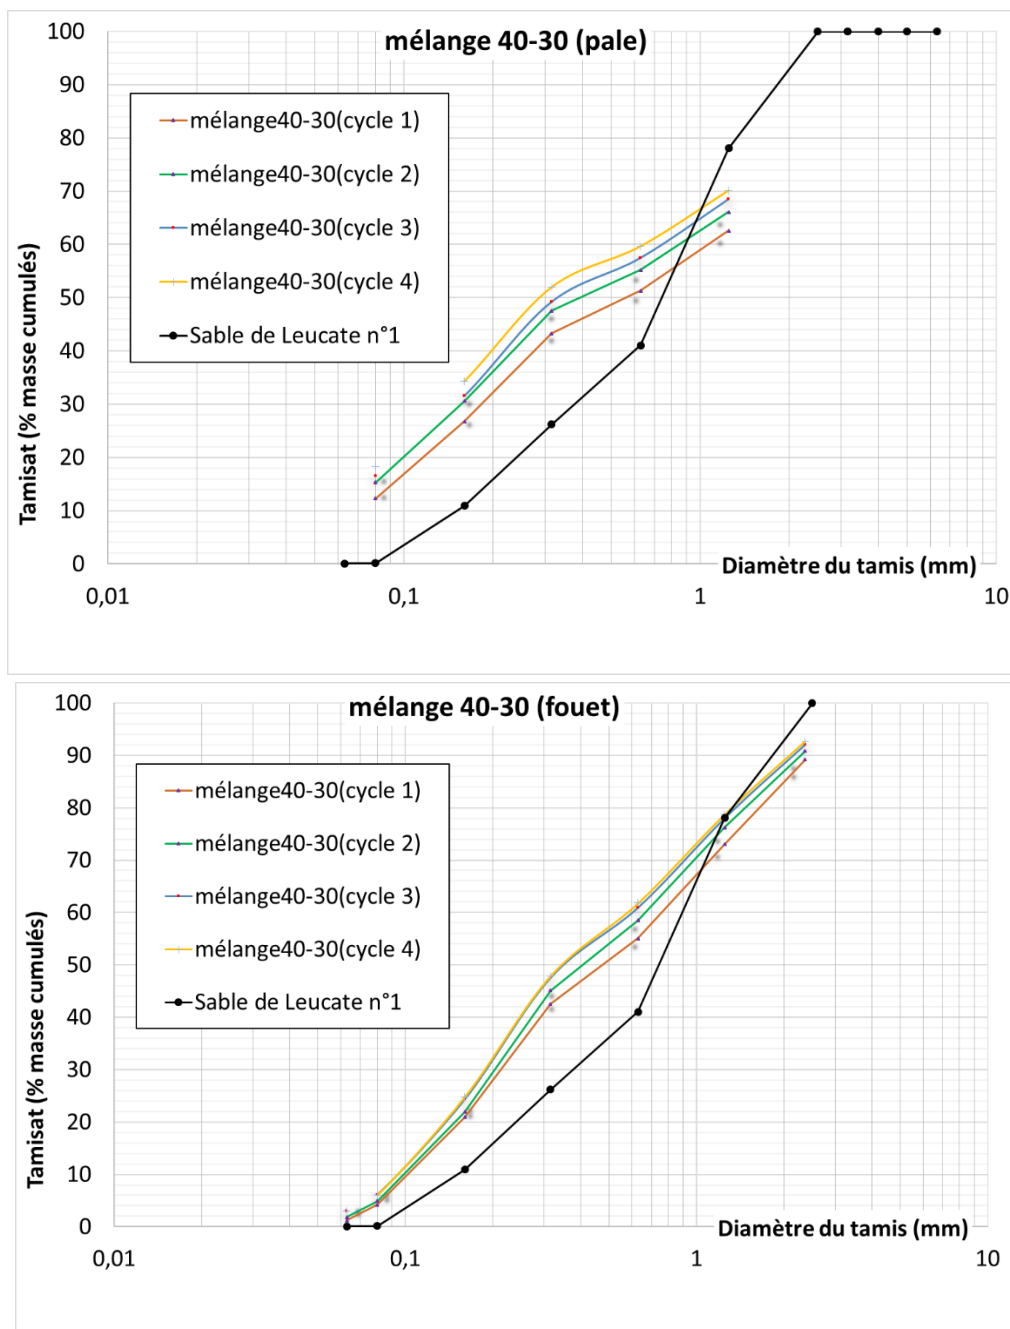 mélange 40-30 (pale)
100
90
80
70
60
50
40
30
20
10
0
Tamisat (% masse cumulés)
mélange40-30(cycle 1)
mélange40-30(cycle 2)
mélange40-30(cycle 3)
mélange40-30(cycle 4)
Sable de Leucate n°1
Diamètre du tamis (mm)
0,01 0,1 1 10
mélange 40-30 (fouet)
100
90
80
70
60
50
40
30
20
10
0
Tamisat (% masse cumulés)
mélange40-30(cycle 1)
mélange40-30(cycle 2)
mélange40-30(cycle 3)
mélange40-30(cycle 4)
Sable de Leucate n°1
Diamètre du tamis (mm)
0,01 0,1 1 10